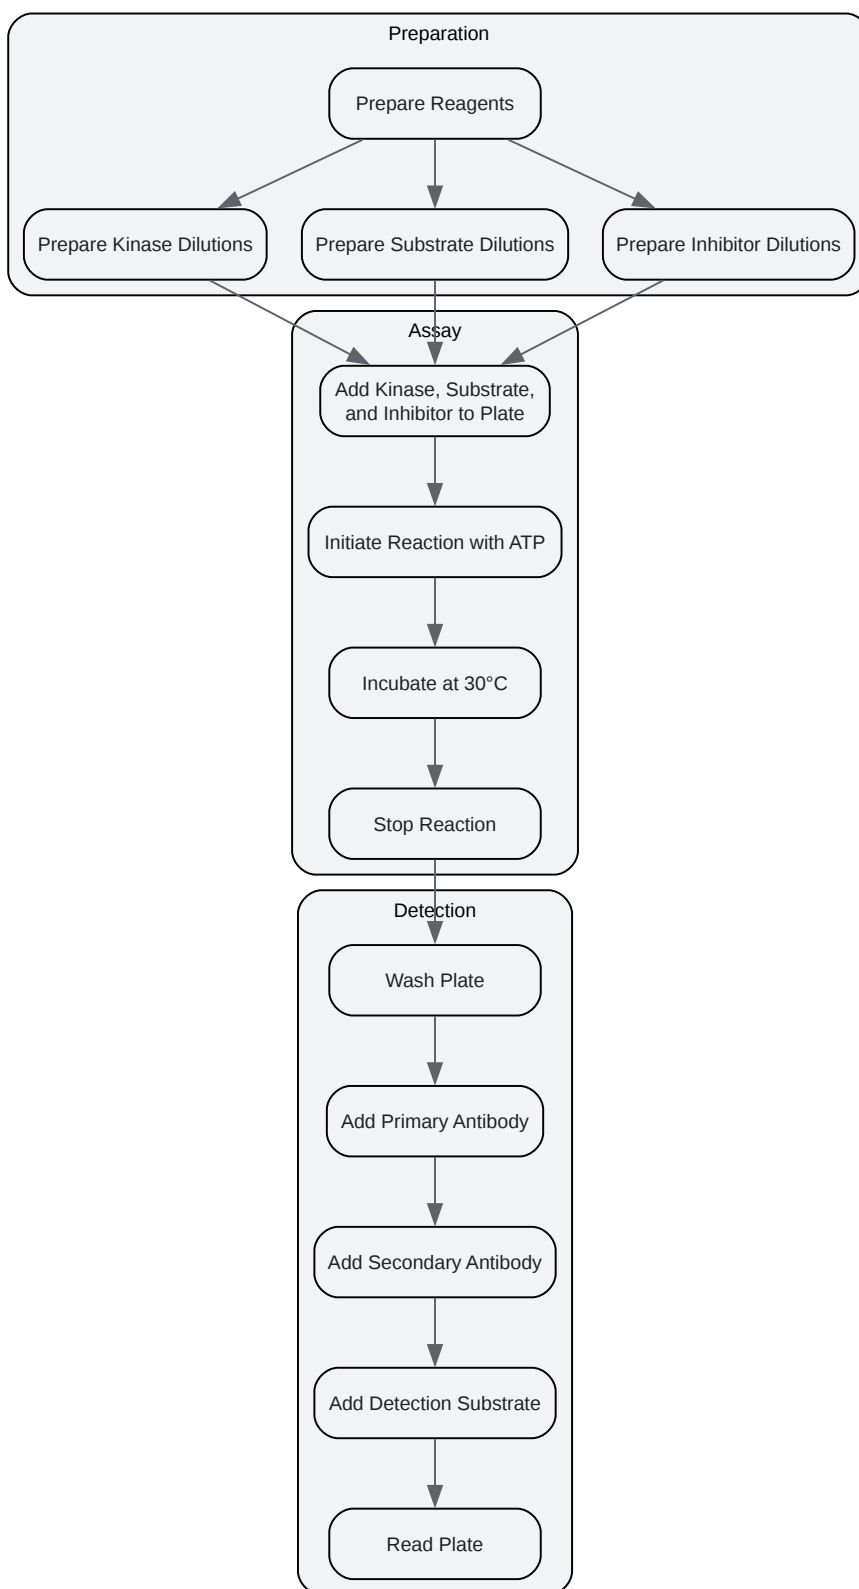 Preparation
Prepare Reagents
Prepare Kinase Dilutions
Prepare Substrate Dilutions
Prepare Inhibitor Dilutions
Assay
Add Kinase, Substrate,
and Inhibitor to Plate
Initiate Reaction with ATP
Incubate at 30°C
Stop Reaction
Detection
Wash Plate
Add Primary Antibody
Add Secondary Antibody
Add Detection Substrate
Read Plate